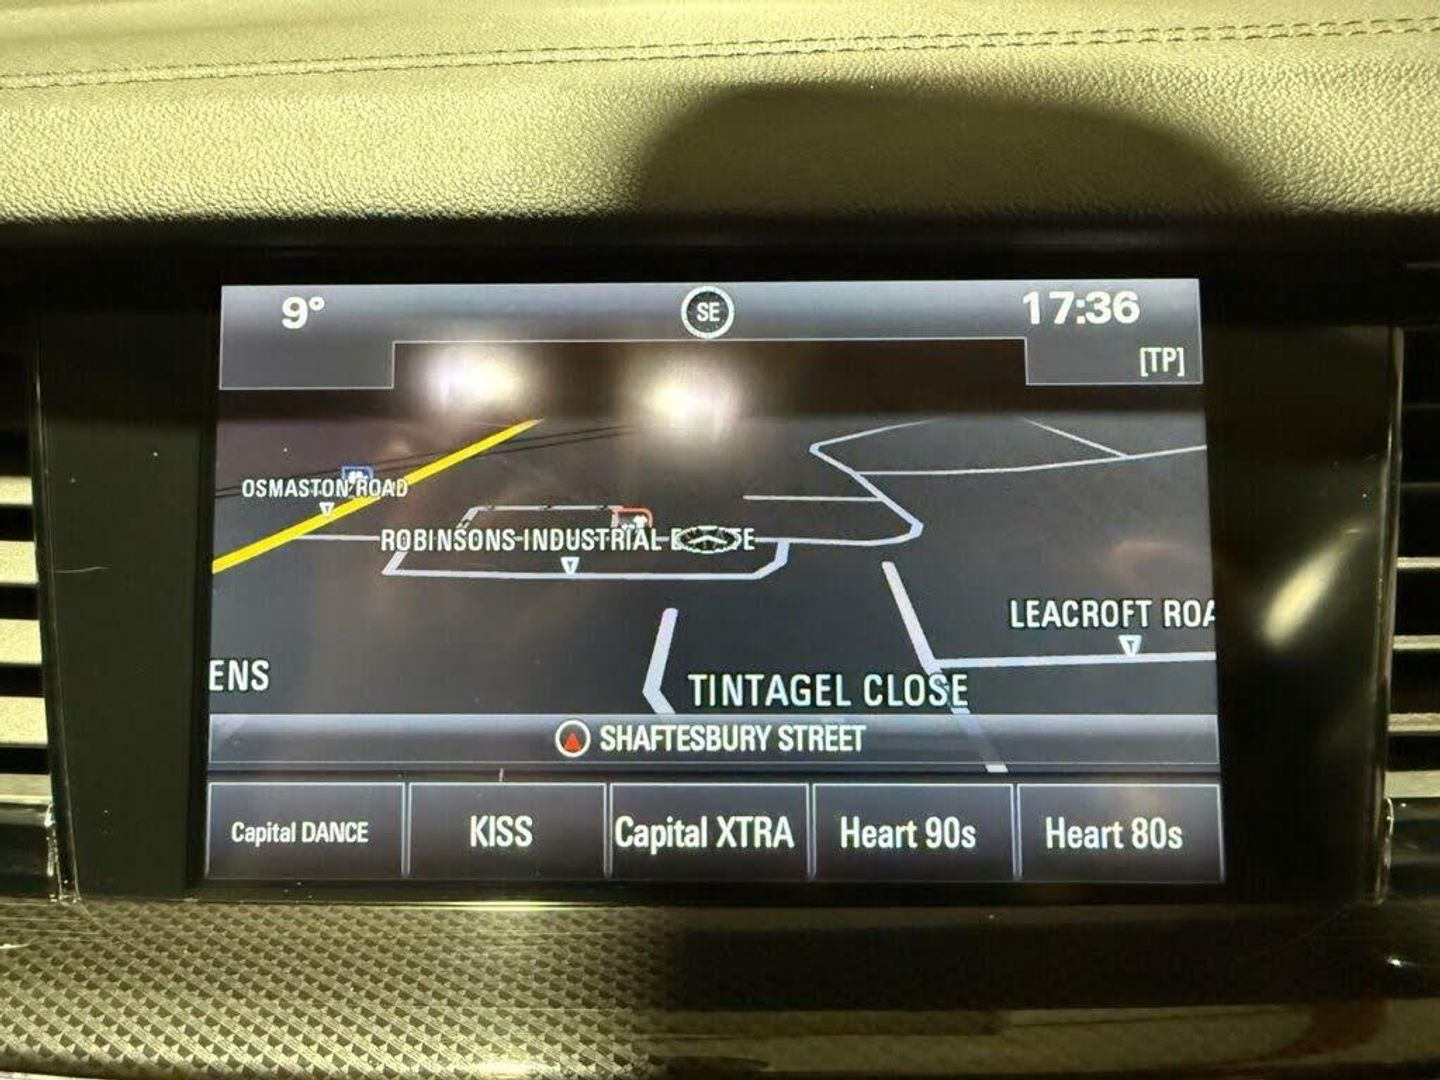 9°
SE
17:36
[TP]
OSMASTON ROAD
ROBINSONS INDUSTRIAL
LEACROFT ROA
ENS
TINTAGEL CLOSE
SHAFTESBURY STREET
Capital DANCE
KISS
Capital XTRA
Heart 90s
Heart 80s